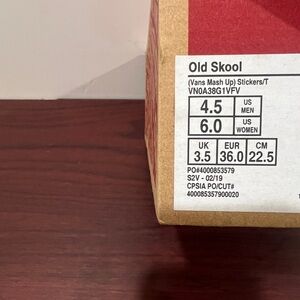 Old Skool
(Vans Mash Up) Stickers/T
VN0A38G1VFV
4.5 US MEN
6.0 US WOMEN
UK EUR CM
3.5 36.0 22.5
PO#4000853579
S2V - 02/19
CPSIA PO/CUT#
400085357900020